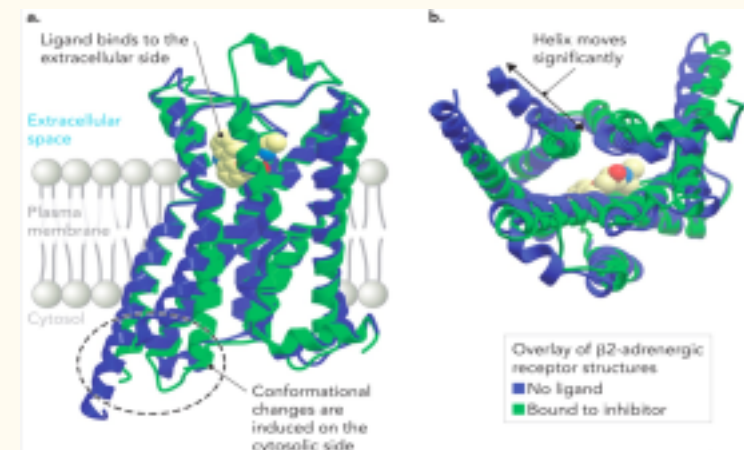 a.
Ligand binds to the
extracellular side
Extracellular
space
Plasma
membrane
Cytosol
Conformational
changes are
induced on the
cytosolic side
b.
Helix moves
significantly
Overlay of β2-adrenergic
receptor structures
No ligand
Bound to inhibitor